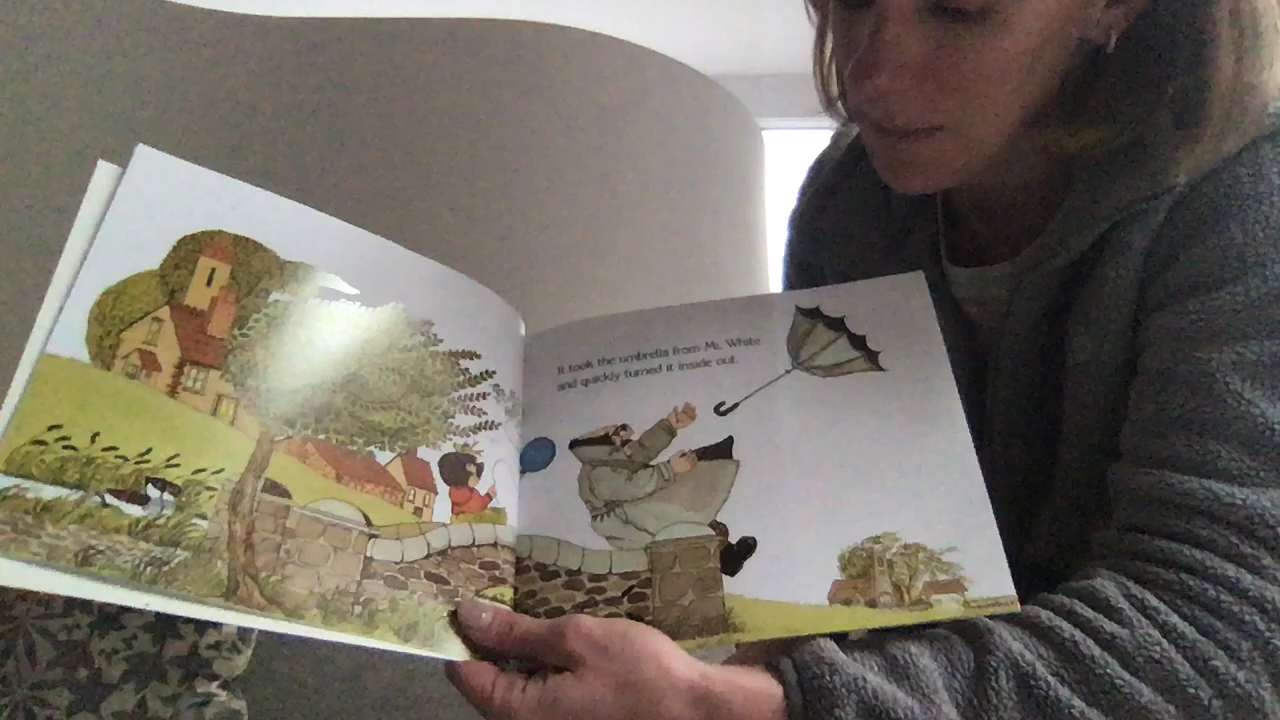 It took the umbrella from Mr. White
and quickly turned it inside out.